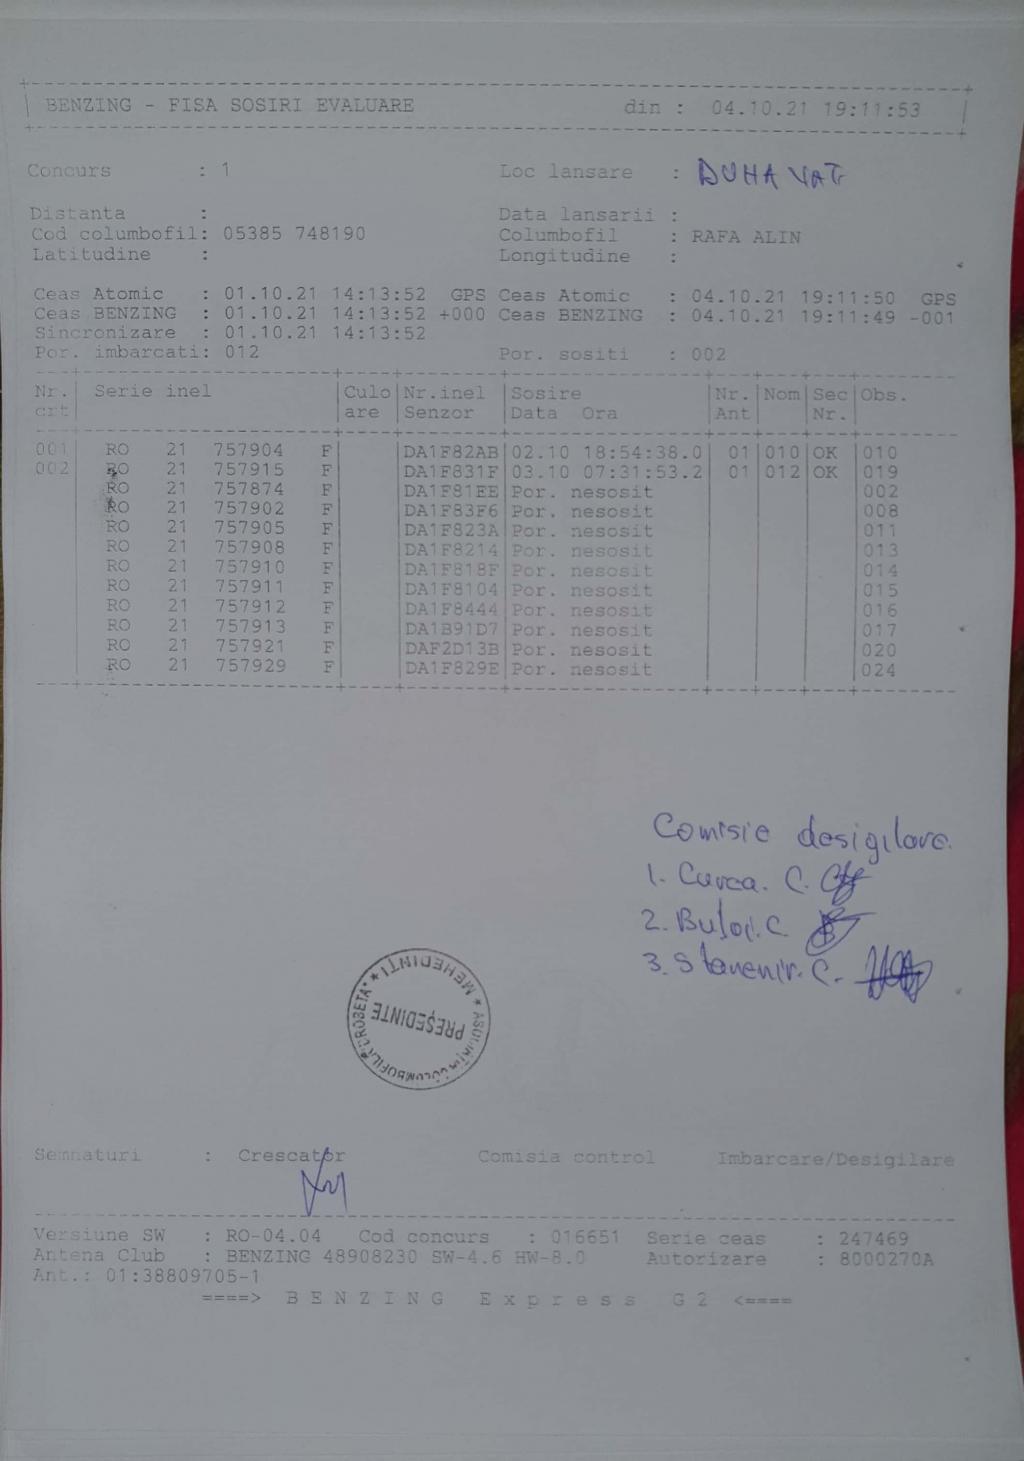 BENZING - FISA SOSIRI EVALUARE din : 04.10.21 19:11:53
Concurs : 1 Loc lansare : DUHA VAT
Distanta : Data lansarii :
Cod columbofil: 05385 748190 Columbofil : RAFA ALIN
Latitudine : Longitudine :
Ceas Atomic : 01.10.21 14:13:52 GPS Ceas Atomic : 04.10.21 19:11:50 GPS
Ceas BENZING : 01.10.21 14:13:52 +000 Ceas BENZING : 04.10.21 19:11:49 -001
Sincronizare : 01.10.21 14:13:52
Por. imbarcati: 012 Por. sositi : 002
Nr. Serie inel Culo Nr.inel Sosire Nr. Nom Sec Obs.
crt are Senzor Data Ora Ant Nr.
001 RO 21 757904 F DA1F82AB 02.10 18:54:38.0 01 010 OK 010
002 RO 21 757915 F DA1F831F 03.10 07:31:53.2 01 012 OK 019
RO 21 757874 F DA1F81EE Por. nesosit 002
RO 21 757902 F DA1F83F6 Por. nesosit 008
RO 21 757905 F DA1F823A Por. nesosit 011
RO 21 757908 F DA1F8214 Por. nesosit 013
RO 21 757910 F DA1F818F Por. nesosit 014
RO 21 757911 F DA1F8104 Por. nesosit 015
RO 21 757912 F DA1F8444 Por. nesosit 016
RO 21 757913 F DA1B91D7 Por. nesosit 017
RO 21 757921 F DAF2D13B Por. nesosit 020
RO 21 757929 F DA1F829E Por. nesosit 024
Comisie desigilare.
1. Curca. C.
2. Buloi. C.
3. Stanenir. C.
ASOCIAȚIA COLUMBOFILĂ DROBETA * MEHEDINȚI *
PREȘEDINTE
Semnaturi : Crescator Comisia control Imbarcare/Desigilare
Versiune SW : RO-04.04 Cod concurs : 016651 Serie ceas : 247469
Antena Club : BENZING 48908230 SW-4.6 HW-8.0 Autorizare : 8000270A
Ant.: 01:38809705-1
====> B E N Z I N G E x p r e s s G 2 <====